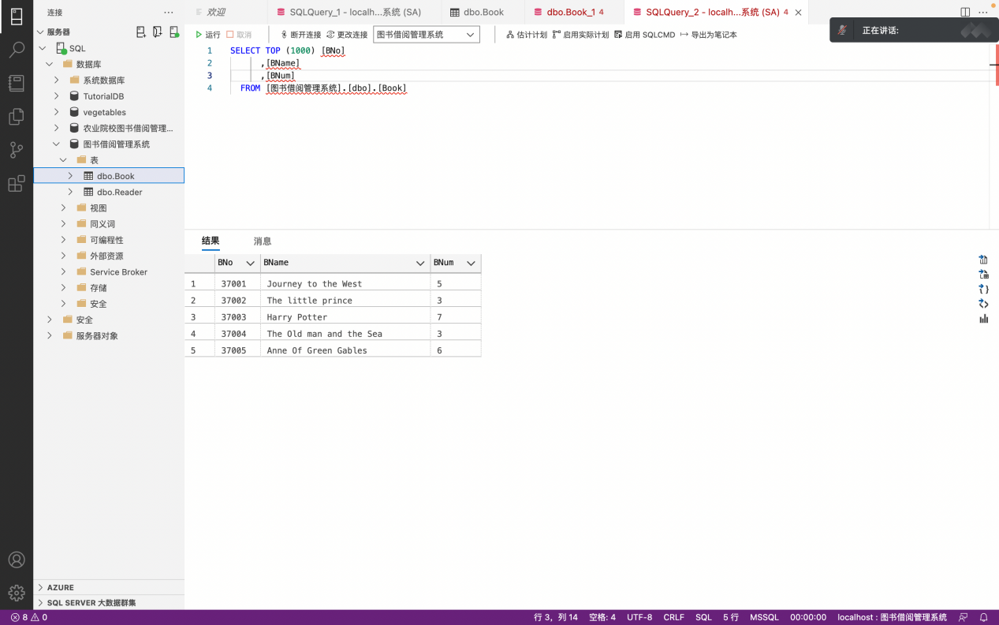 连接
···
服务器
SQL
数据库
系统数据库
TutorialDB
vegetables
农业院校图书借阅管理...
图书借阅管理系统
表
dbo.Book
dbo.Reader
视图
同义词
可编程性
外部资源
Service Broker
存储
安全
安全
服务器对象
AZURE
SQL SERVER 大数据群集
欢迎
SQLQuery_1 - localh...系统 (SA)
dbo.Book
dbo.Book_1 4
SQLQuery_2 - localh...系统 (SA) 4
正在讲话:
运行 取消 断开连接 更改连接 图书借阅管理系统 估计计划 启用实际计划 启用 SQLCMD 导出为笔记本
1 SELECT TOP (1000) [BNo]
2 ,[BName]
3 ,[BNum]
4 FROM [图书借阅管理系统].[dbo].[Book]
结果 消息
BNo BName BNum
1 37001 Journey to the West 5
2 37002 The little prince 3
3 37003 Harry Potter 7
4 37004 The Old man and the Sea 3
5 37005 Anne Of Green Gables 6
8 0 行 3，列 14 空格: 4 UTF-8 CRLF SQL 5 行 MSSQL 00:00:00 localhost : 图书借阅管理系统